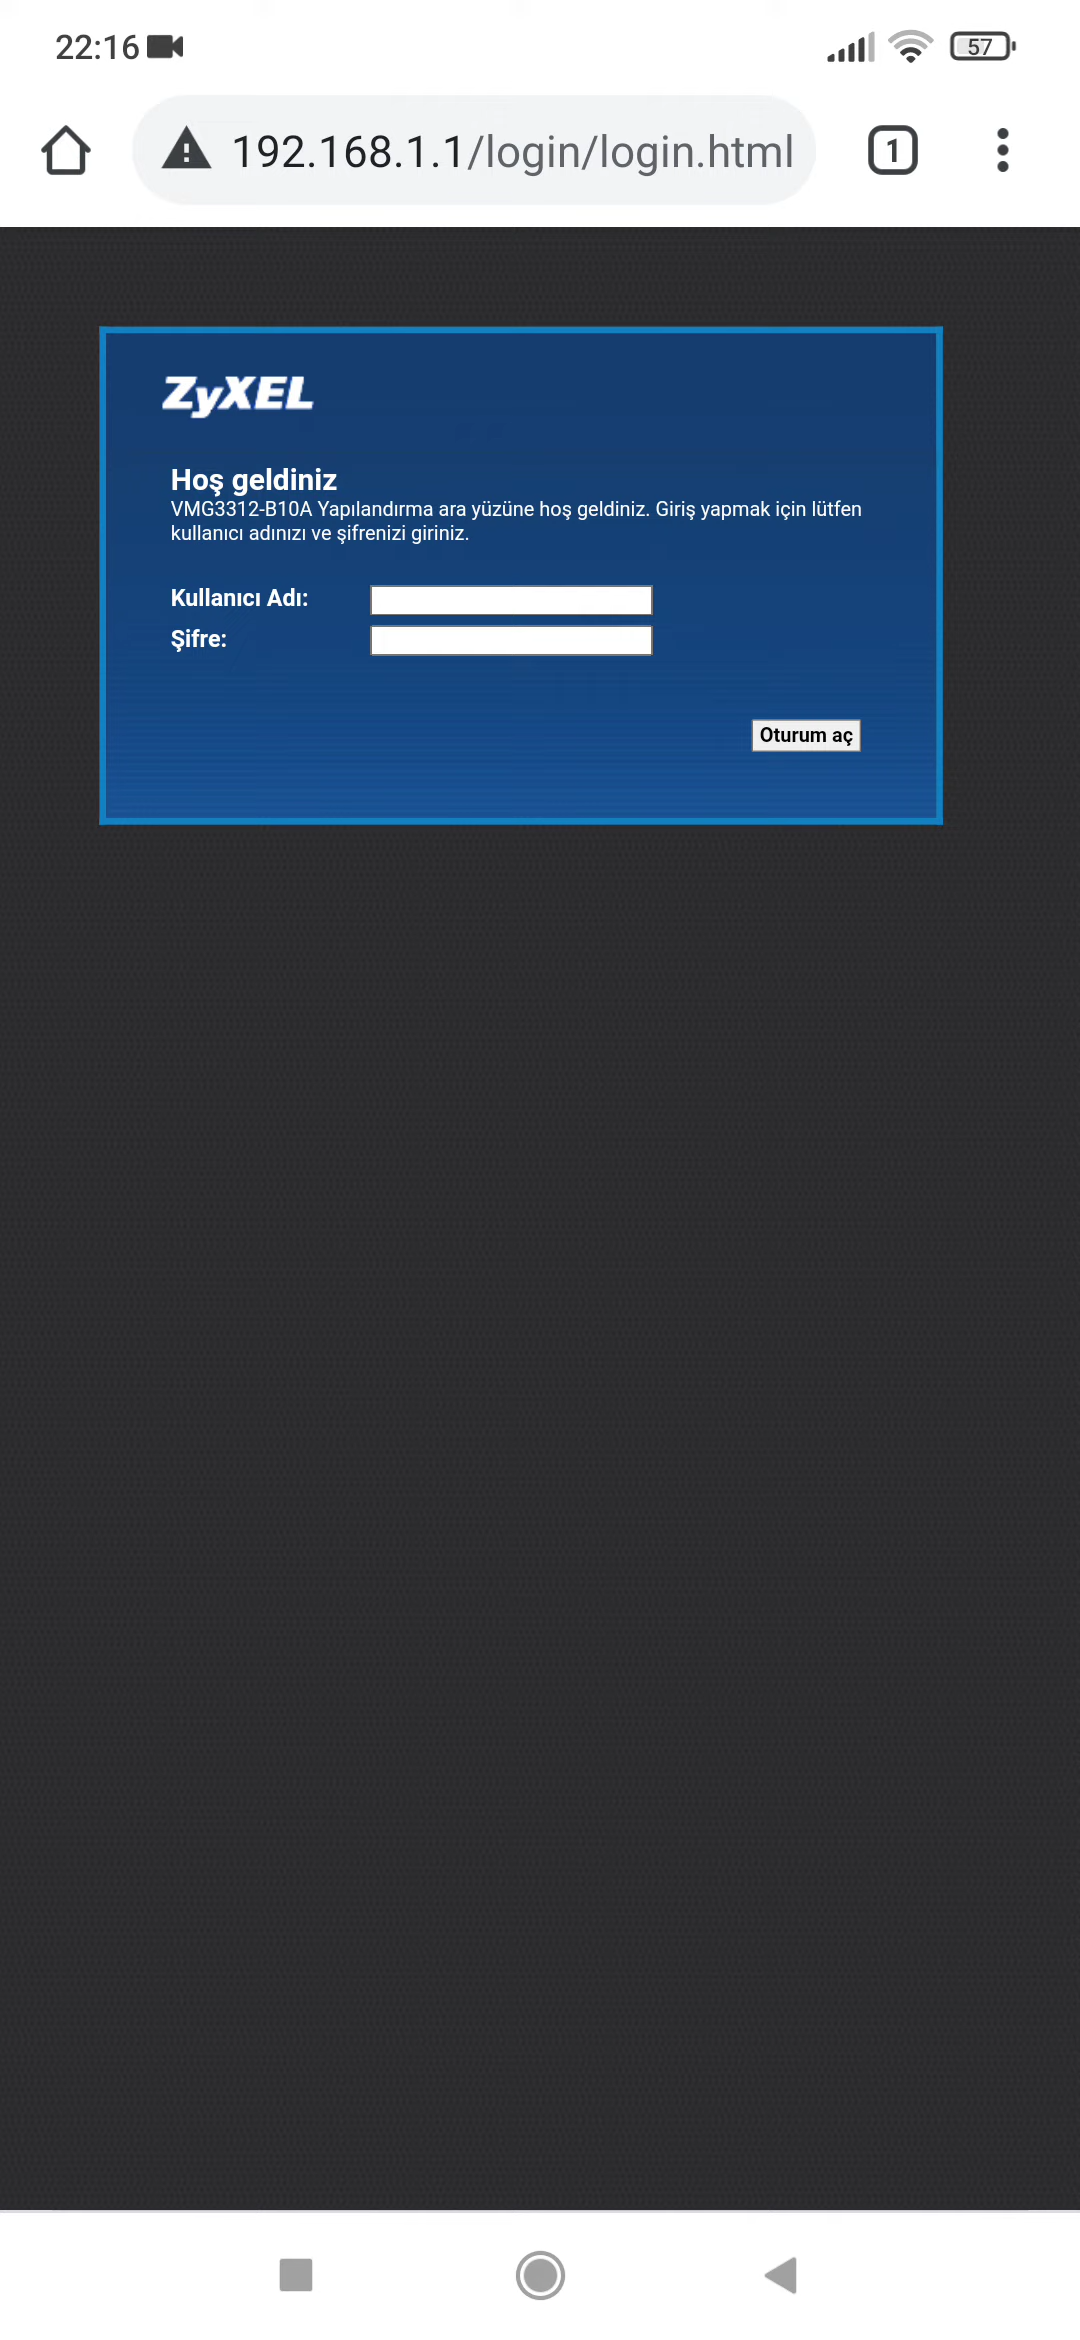 22:16
57
192.168.1.1/login/login.html
1
ZyXEL
Hoş geldiniz
VMG3312-B10A Yapılandırma ara yüzüne hoş geldiniz. Giriş yapmak için lütfen
kullanıcı adınızı ve şifrenizi giriniz.
Kullanıcı Adı:
Şifre:
Oturum aç